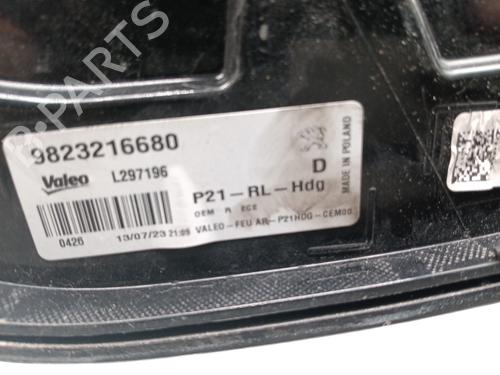 9823216680
Valeo L297196
D
P21-RL-Hdg
MADE IN POLAND
OEM R ECE
0426 13/07/23 21:09 VALEO-FEU AR-P21HDG-CEM00
B-PARTS